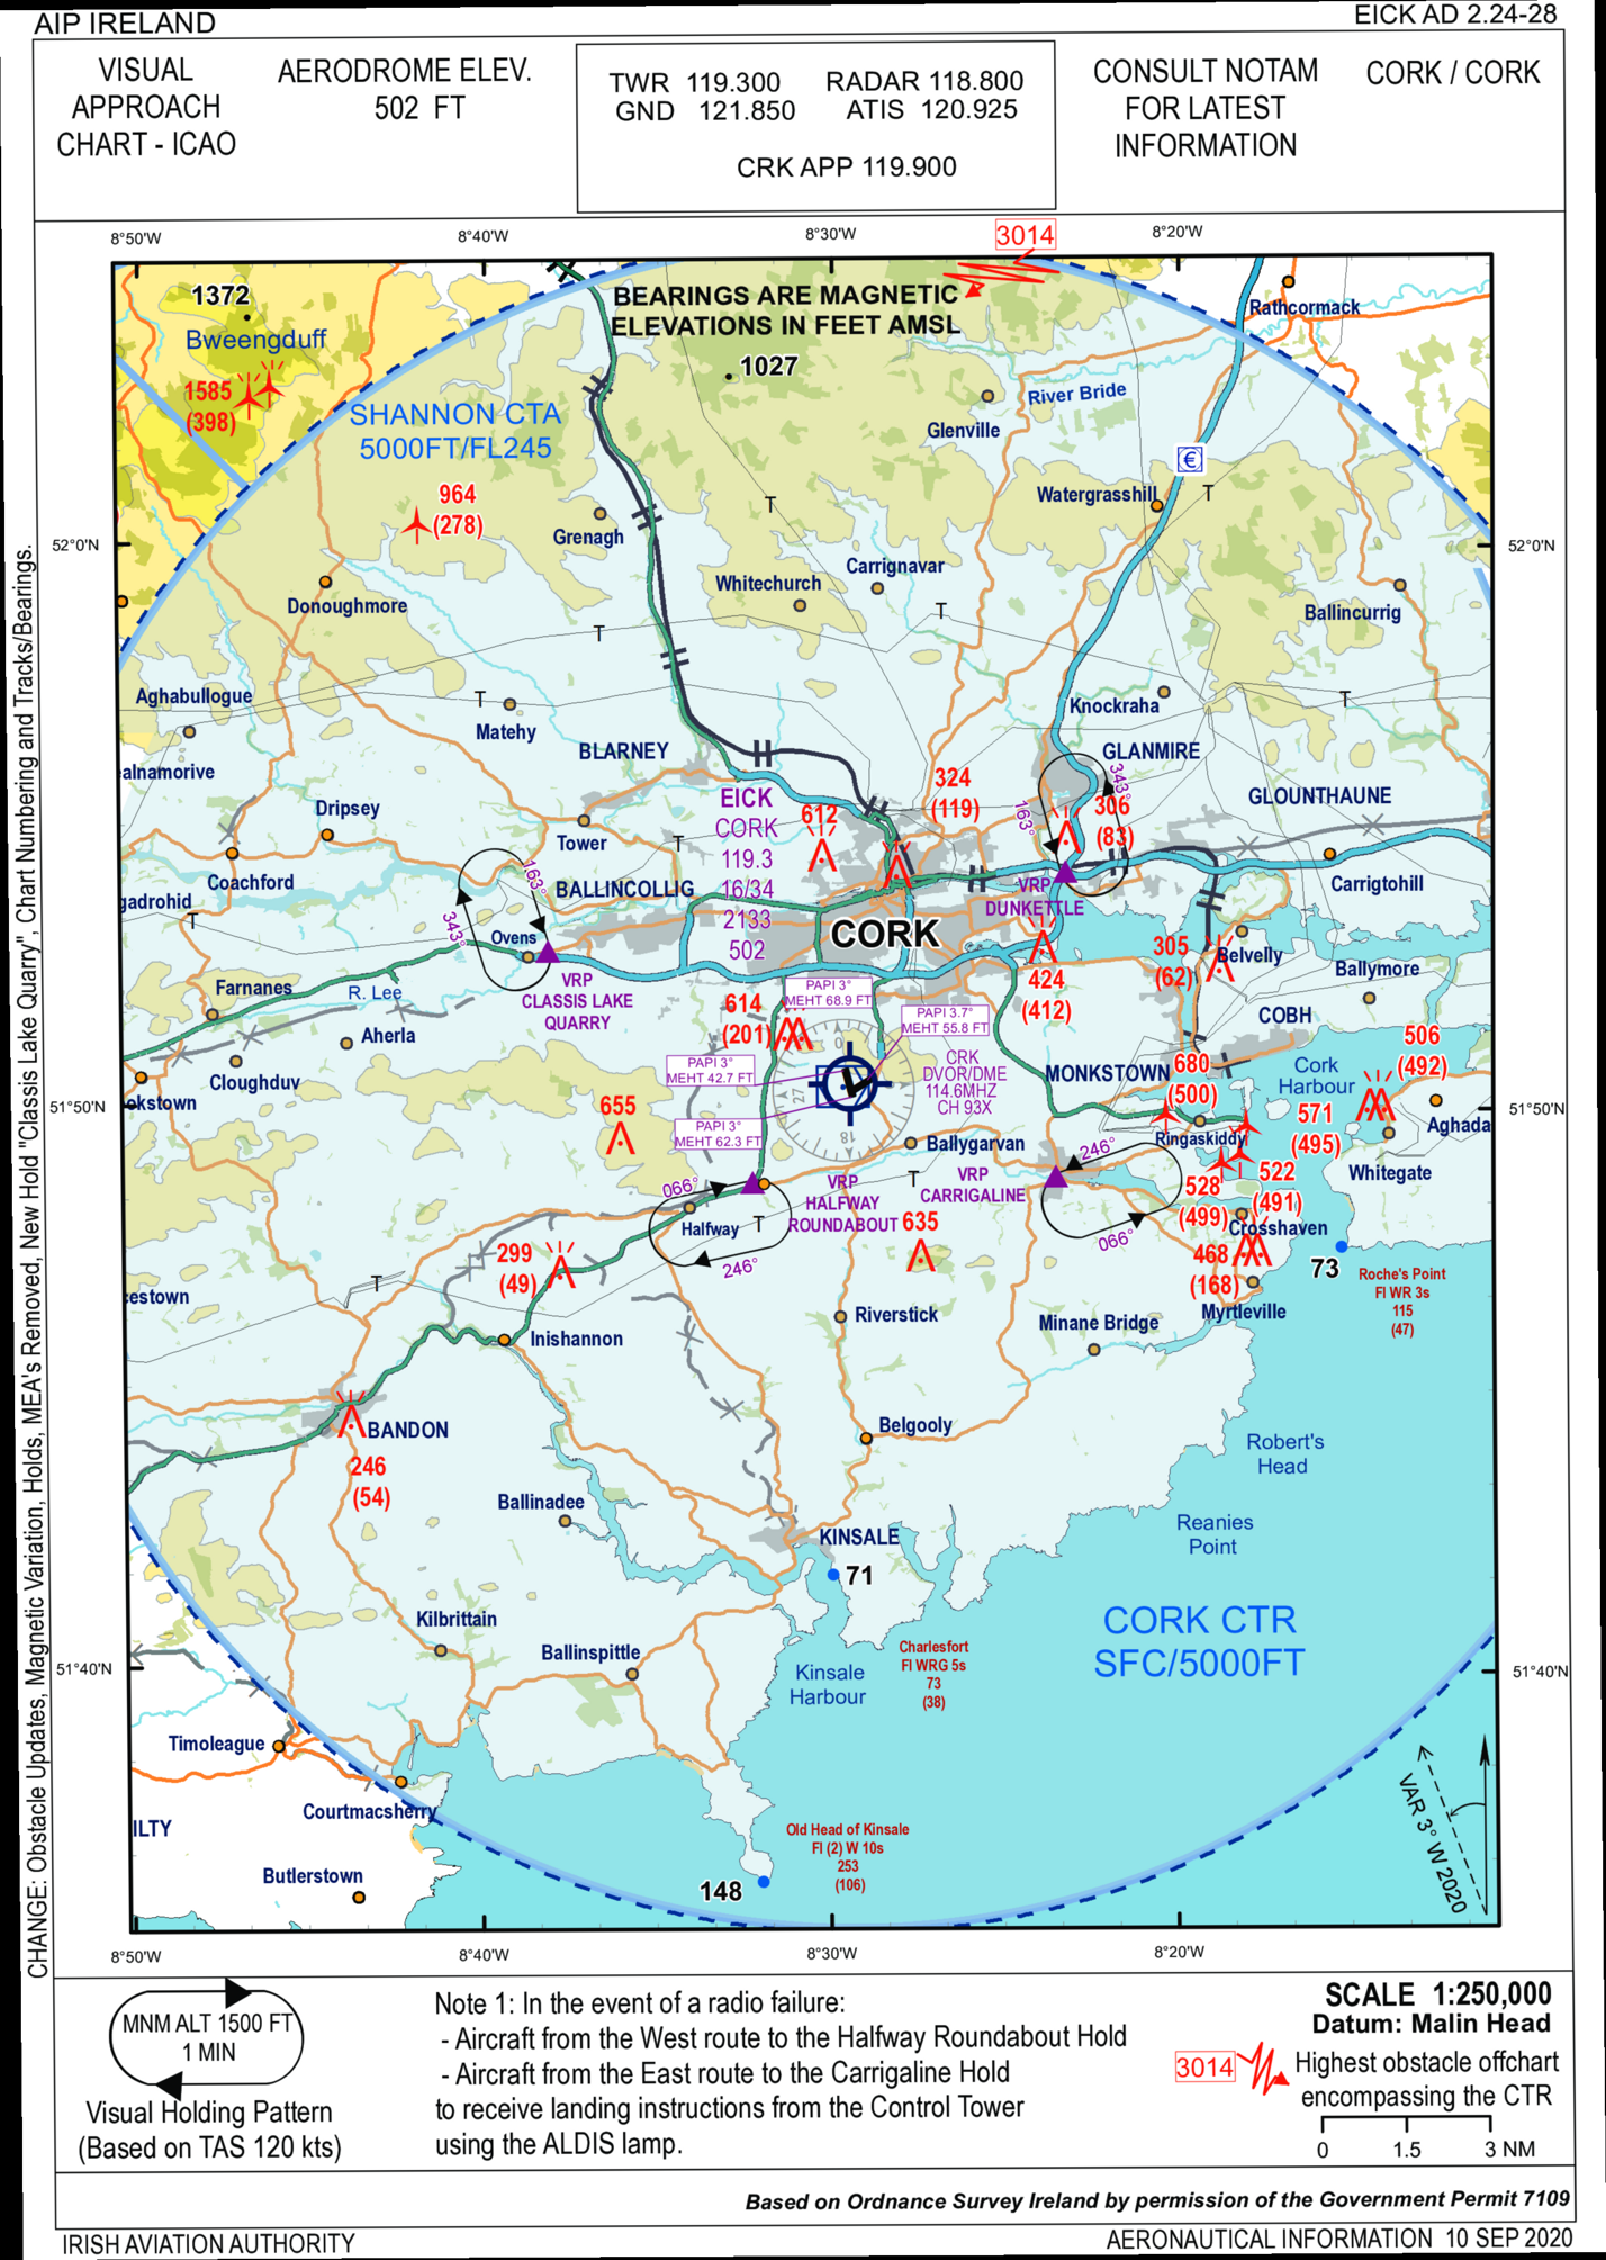 AIP IRELAND
EICK AD 2.24-28
VISUAL
APPROACH
CHART - ICAO
AERODROME ELEV.
502 FT
TWR 119.300 RADAR 118.800
GND 121.850 ATIS 120.925
CRK APP 119.900
CONSULT NOTAM
FOR LATEST
INFORMATION
CORK / CORK
8°50'W
8°40'W
8°30'W
3014
8°20'W
1372
Bweengduff
1585
(398)
BEARINGS ARE MAGNETIC
ELEVATIONS IN FEET AMSL
1027
Rathcormack
River Bride
Glenville
SHANNON CTA
5000FT/FL245
964
(278)
€
Watergrasshill
T
T
Grenagh
52°0'N
52°0'N
Carrignavar
Whitechurch
Donoughmore
T
T
Ballincurrig
Aghabullogue
T
Matehy
Knockraha
T
BLARNEY
GLANMIRE
alnamorive
Dripsey
Tower
T
EICK
CORK
119.3
16/34
2133
502
612
324
(119)
163°
343°
306
(83)
GLOUNTHAUNE
Coachford
gadrohid
T
163°
343°
BALLINCOLLIG
Ovens
VRP
CLASSIS LAKE
QUARRY
VRP
DUNKETTLE
CORK
Carrigtohill
305
(62)
Belvelly
424
(412)
Ballymore
Farnanes
R. Lee
Aherla
Cloughduv
okstown
614
(201)
PAPI 3°
MEHT 68.9 FT
PAPI 3.7°
MEHT 55.8 FT
PAPI 3°
MEHT 42.7 FT
PAPI 3°
MEHT 62.3 FT
0
27
18
CRK
DVOR/DME
114.6MHZ
CH 93X
COBH
MONKSTOWN
680
(500)
Cork
Harbour
506
(492)
571
(495)
Aghada
Whitegate
51°50'N
51°50'N
655
Ballygarvan
T
Ringaskiddy
VRP
CARRIGALINE
246°
066°
528
(499)
522
(491)
Crosshaven
468
(168)
Myrtleville
73
Roche's Point
FI WR 3s
115
(47)
066°
Halfway
T
246°
VRP
HALFWAY
ROUNDABOUT
635
299
(49)
T
cestown
Inishannon
Riverstick
Minane Bridge
BANDON
246
(54)
Belgooly
Robert's
Head
Ballinadee
KINSALE
71
Reanies
Point
CORK CTR
SFC/5000FT
Kilbrittain
Ballinspittle
Kinsale
Harbour
Charlesfort
FI WRG 5s
73
(38)
51°40'N
51°40'N
Timoleague
Courtmacsherry
ILTY
Butlerstown
Old Head of Kinsale
FI (2) W 10s
253
(106)
148
VAR 3° W 2020
8°50'W
8°40'W
8°30'W
8°20'W
CHANGE: Obstacle Updates, Magnetic Variation, Holds, MEA's Removed, New Hold "Classis Lake Quarry", Chart Numbering and Tracks/Bearings.
MNM ALT 1500 FT
1 MIN
Visual Holding Pattern
(Based on TAS 120 kts)
Note 1: In the event of a radio failure:
- Aircraft from the West route to the Halfway Roundabout Hold
- Aircraft from the East route to the Carrigaline Hold
to receive landing instructions from the Control Tower
using the ALDIS lamp.
SCALE 1:250,000
Datum: Malin Head
3014
Highest obstacle offchart
encompassing the CTR
0 1.5 3 NM
Based on Ordnance Survey Ireland by permission of the Government Permit 7109
IRISH AVIATION AUTHORITY
AERONAUTICAL INFORMATION 10 SEP 2020